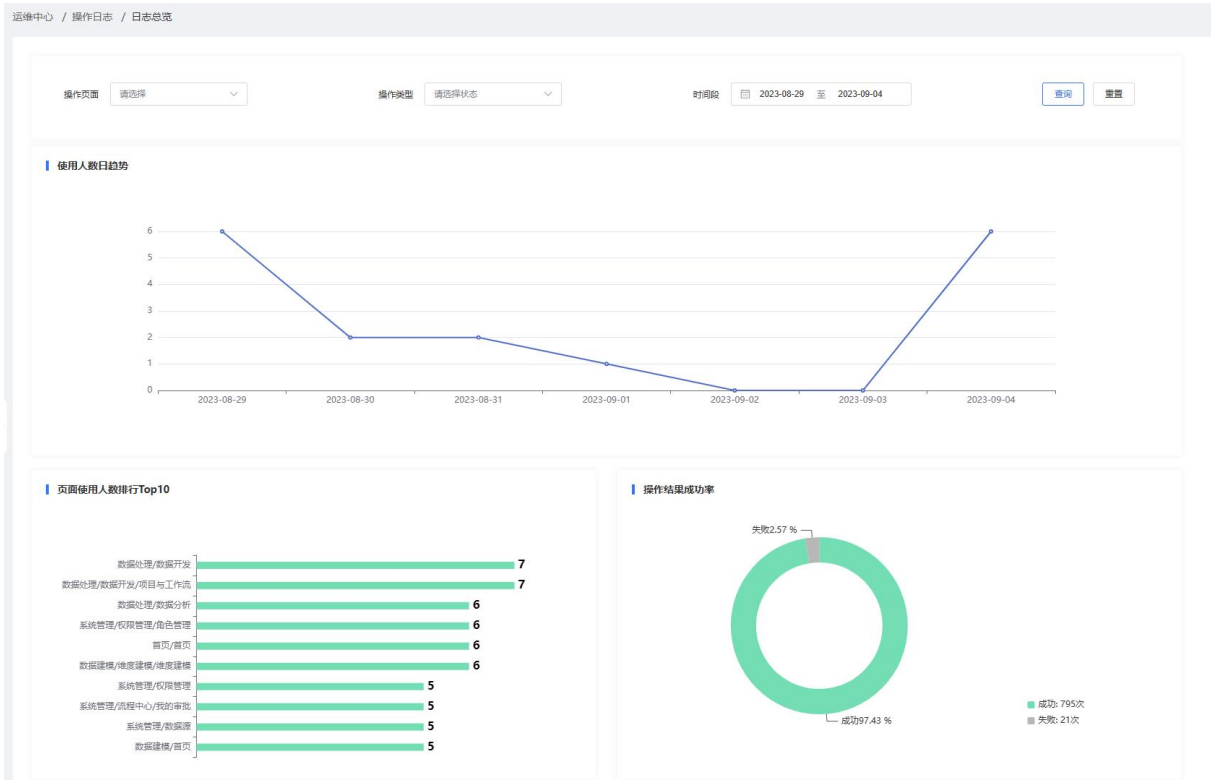 运维中心 / 操作日志 / 日志总览
操作页面 请选择 操作类型 请选择状态 时间段 2023-08-29 至 2023-09-04 查询 重置
使用人数日趋势
6
5
4
3
2
1
0
2023-08-29 2023-08-30 2023-08-31 2023-09-01 2023-09-02 2023-09-03 2023-09-04
页面使用人数排行Top10
数据处理/数据开发 7
数据处理/数据开发/项目与工作流 7
数据处理/数据分析 6
系统管理/权限管理/角色管理 6
首页/首页 6
数据建模/维度建模/维度建模 6
系统管理/权限管理 5
系统管理/流程中心/我的审批 5
系统管理/数据源 5
数据建模/首页 5
操作结果成功率
失败2.57 %
成功97.43 %
成功: 795次
失败: 21次